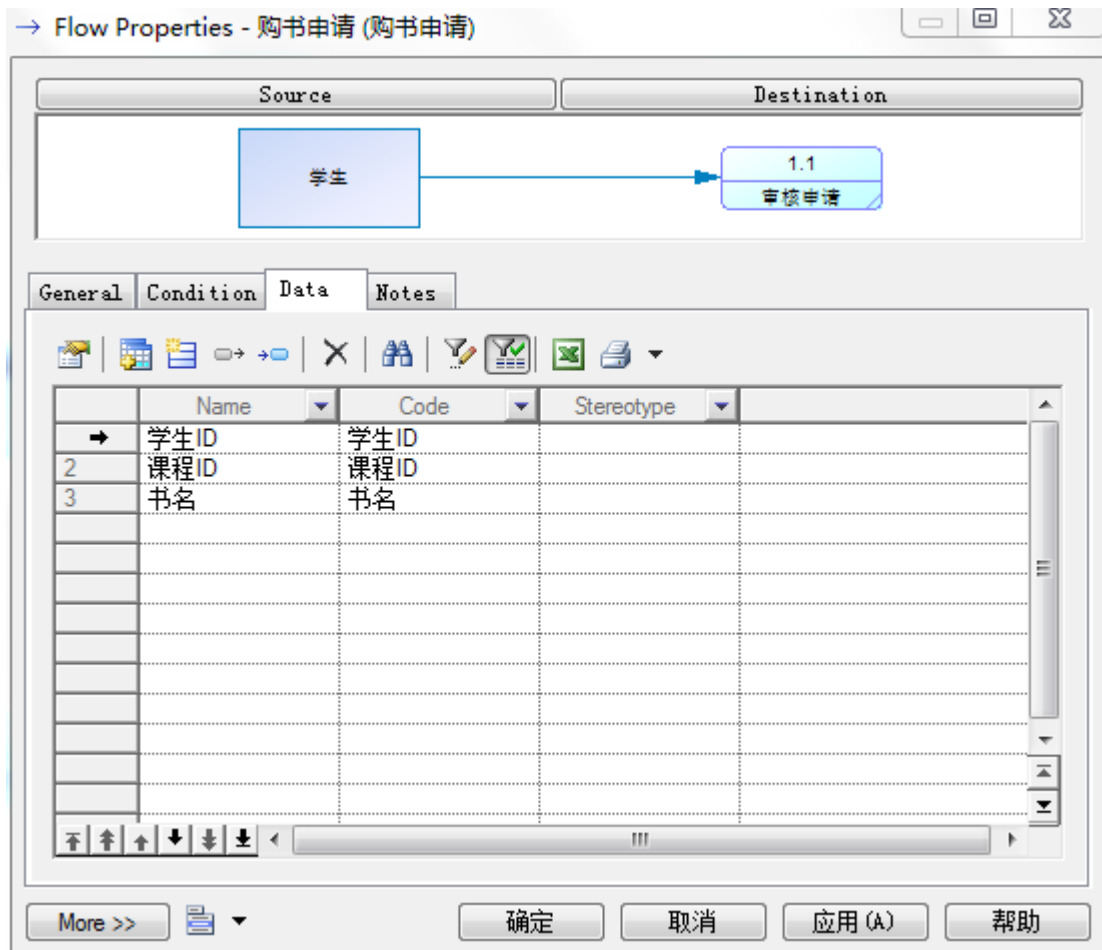 Flow Properties - 购书申请 (购书申请)
Source Destination
学生
1.1
审核申请
General Condition Data Notes
Name Code Stereotype
学生ID 学生ID
2 课程ID 课程ID
3 书名 书名
More >> 确定 取消 应用(A) 帮助